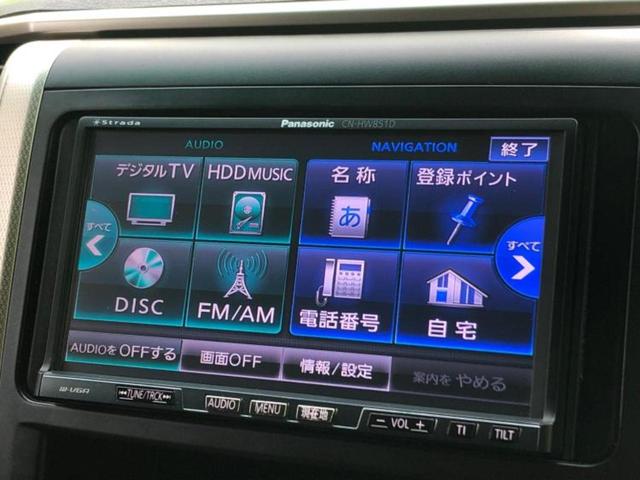 Strada
Panasonic CN-HW851D
AUDIO
NAVIGATION
終了
デジタルTV
HDD MUSIC
名称
登録ポイント
すべて
あ
すべて
DISC
FM/AM
電話番号
自宅
AUDIOを OFFする
画面OFF
情報/設定
案内を やめる
W-VGA
TUNE/TRCK
AUDIO
MENU
現在地
− VOL +
TI
TILT